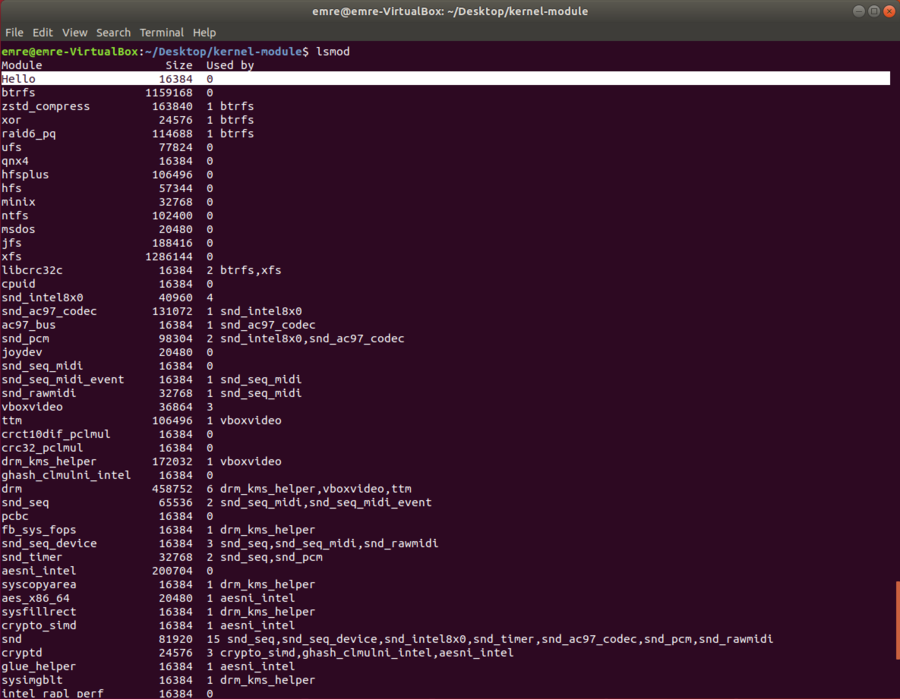 emre@emre-VirtualBox: ~/Desktop/kernel-module
File Edit View Search Terminal Help
emre@emre-VirtualBox:~/Desktop/kernel-module$ lsmod
Module Size Used by
Hello 16384 0
btrfs 1159168 0
zstd_compress 163840 1 btrfs
xor 24576 1 btrfs
raid6_pq 114688 1 btrfs
ufs 77824 0
qnx4 16384 0
hfsplus 106496 0
hfs 57344 0
minix 32768 0
ntfs 102400 0
msdos 20480 0
jfs 188416 0
xfs 1286144 0
libcrc32c 16384 2 btrfs,xfs
cpuid 16384 0
snd_intel8x0 40960 4
snd_ac97_codec 131072 1 snd_intel8x0
ac97_bus 16384 1 snd_ac97_codec
snd_pcm 98304 2 snd_intel8x0,snd_ac97_codec
joydev 20480 0
snd_seq_midi 16384 0
snd_seq_midi_event 16384 1 snd_seq_midi
snd_rawmidi 32768 1 snd_seq_midi
vboxvideo 36864 3
ttm 106496 1 vboxvideo
crct10dif_pclmul 16384 0
crc32_pclmul 16384 0
drm_kms_helper 172032 1 vboxvideo
ghash_clmulni_intel 16384 0
drm 458752 6 drm_kms_helper,vboxvideo,ttm
snd_seq 65536 2 snd_seq_midi,snd_seq_midi_event
pcbc 16384 0
fb_sys_fops 16384 1 drm_kms_helper
snd_seq_device 16384 3 snd_seq,snd_seq_midi,snd_rawmidi
snd_timer 32768 2 snd_seq,snd_pcm
aesni_intel 200704 0
syscopyarea 16384 1 drm_kms_helper
aes_x86_64 20480 1 aesni_intel
sysfillrect 16384 1 drm_kms_helper
crypto_simd 16384 1 aesni_intel
snd 81920 15 snd_seq,snd_seq_device,snd_intel8x0,snd_timer,snd_ac97_codec,snd_pcm,snd_rawmidi
cryptd 24576 3 crypto_simd,ghash_clmulni_intel,aesni_intel
glue_helper 16384 1 aesni_intel
sysimgblt 16384 1 drm_kms_helper
intel_rapl_perf 16384 0